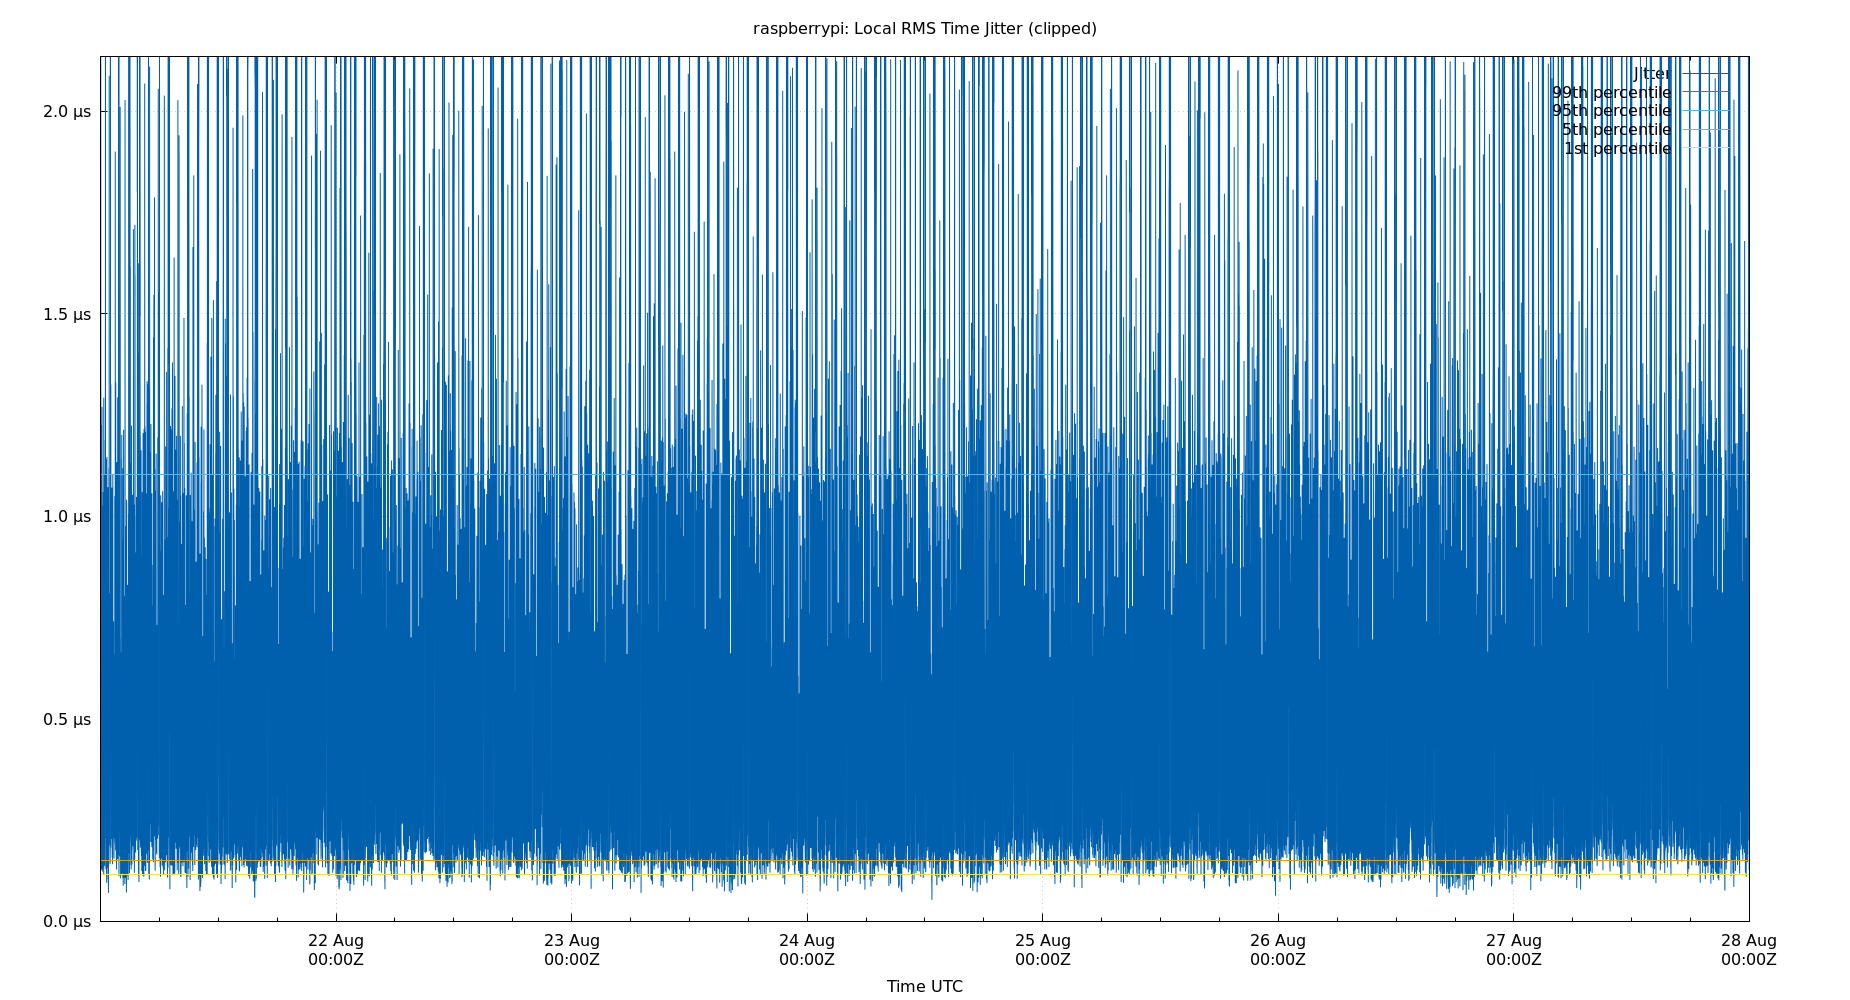 raspberrypi: Local RMS Time Jitter (clipped)
Jitter
99th percentile
95th percentile
5th percentile
1st percentile
2.0 µs
1.5 µs
1.0 µs
0.5 µs
0.0 µs
22 Aug
00:00Z
23 Aug
00:00Z
24 Aug
00:00Z
25 Aug
00:00Z
26 Aug
00:00Z
27 Aug
00:00Z
28 Aug
00:00Z
Time UTC